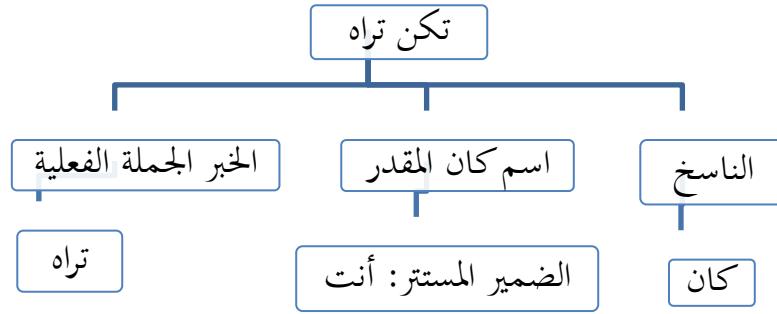 تكن تراه
الناسخ
اسم كان المقدر
الخبر الجملة الفعلية
كان
الضمير المستتر: أنت
تراه